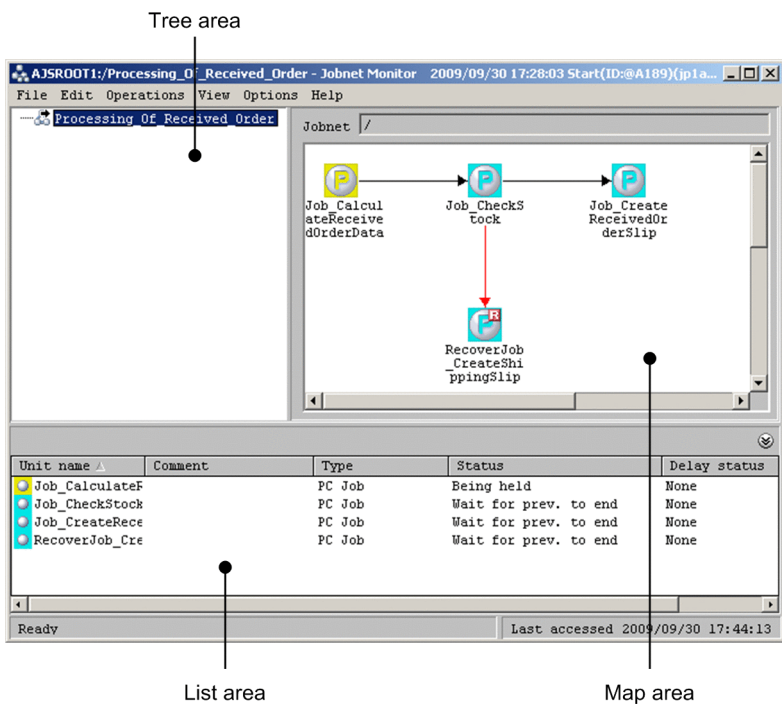 Tree area
AJSROOT1:/Processing_Of_Received_Order - Jobnet Monitor 2009/09/30 17:28:03 Start(ID:@A189)(jp1a...
File Edit Operations View Options Help
Processing_Of_Received_Order
Jobnet /
Job_Calcul
ateReceive
dOrderData
Job_CheckS
tock
Job_Create
ReceivedOr
derSlip
R
RecoverJob
_CreateShi
ppingSlip
Unit name Comment Type Status Delay status
Job_CalculateR PC Job Being held None
Job_CheckStock PC Job Wait for prev. to end None
Job_CreateRece PC Job Wait for prev. to end None
RecoverJob_Cre PC Job Wait for prev. to end None
Ready Last accessed 2009/09/30 17:44:13
List area Map area